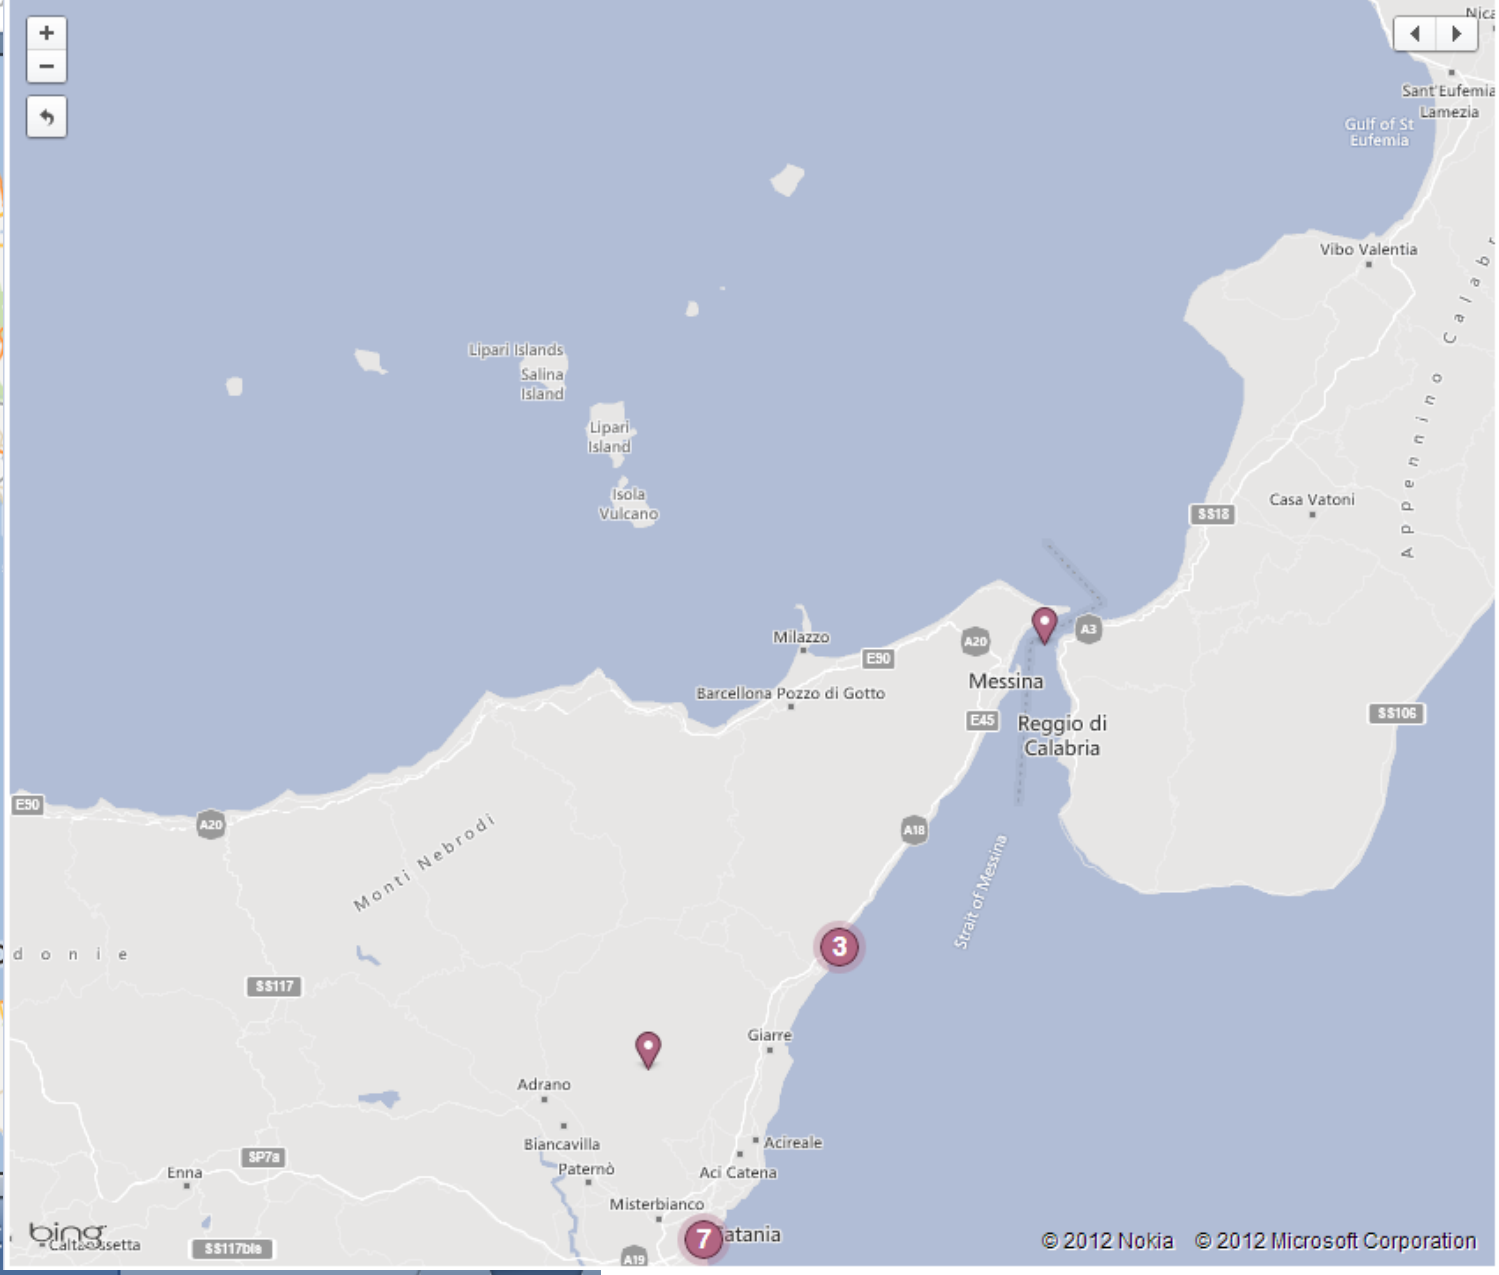 +
−
Nica
Sant'Eufemia
Lamezia
Gulf of St
Eufemia
Vibo Valentia
Appennino Calabr
Lipari Islands
Salina
Island
Lipari
Island
Isola
Vulcano
Casa Vatoni
SS18
Milazzo
A20
A3
E90
Messina
Barcellona Pozzo di Gotto
E45
Reggio di
Calabria
SS106
E90
A20
A18
Monti Nebrodi
Strait of Messina
3
donie
SS117
Giarre
Adrano
Biancavilla
Acireale
SP7a
Paternò
Aci Catena
Enna
Misterbianco
7
atania
bing
Caltanissetta
SS117bis
A19
© 2012 Nokia © 2012 Microsoft Corporation